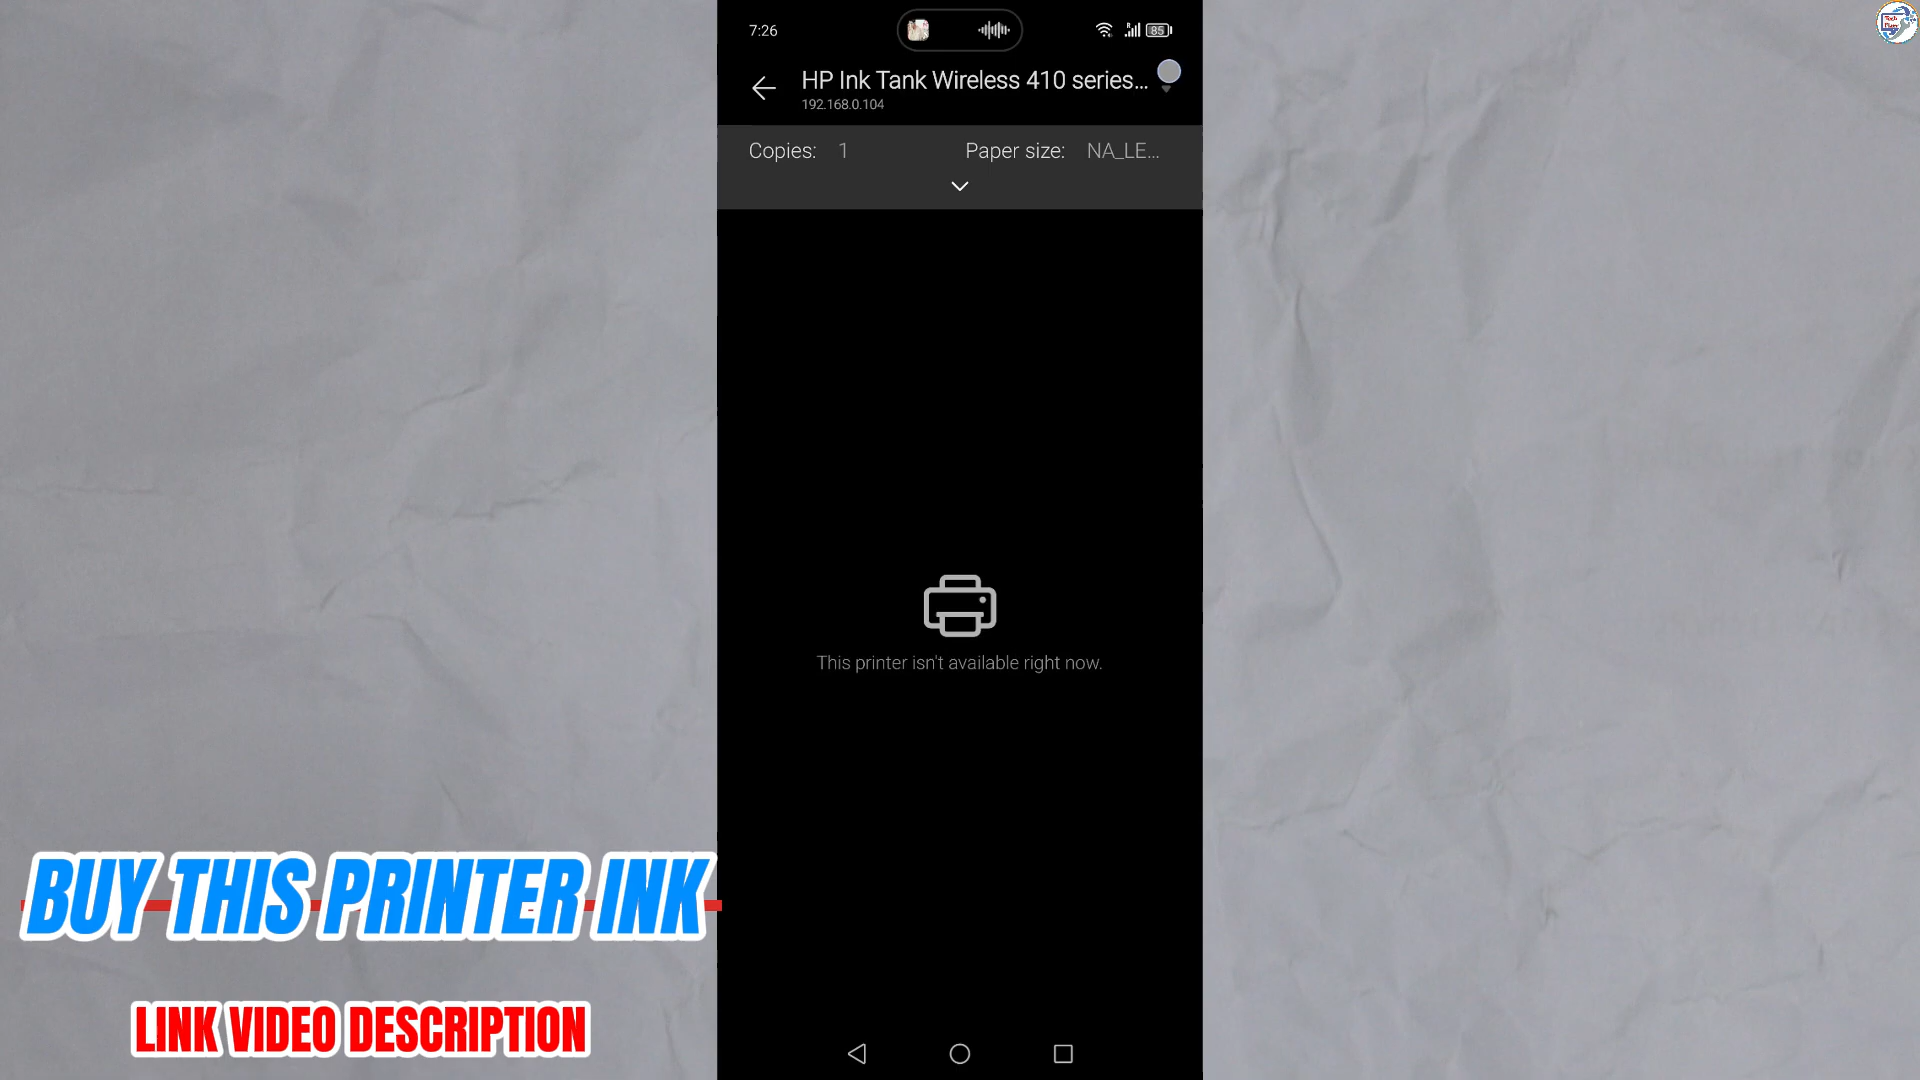 7:26
85
HP Ink Tank Wireless 410 series...
192.168.0.104
Copies: 1 Paper size: NA_LE...
This printer isn't available right now.
BUY THIS PRINTER INK
LINK VIDEO DESCRIPTION